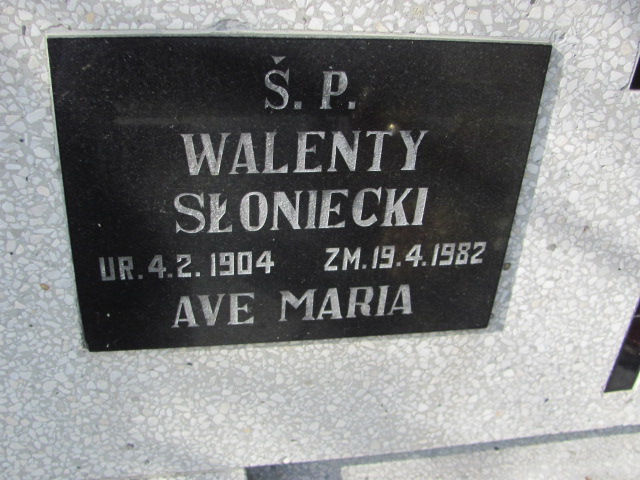 Ś. P.
WALENTY
SŁONIECKI
UR. 4.2.1904 ZM. 19.4.1982
AVE MARIA